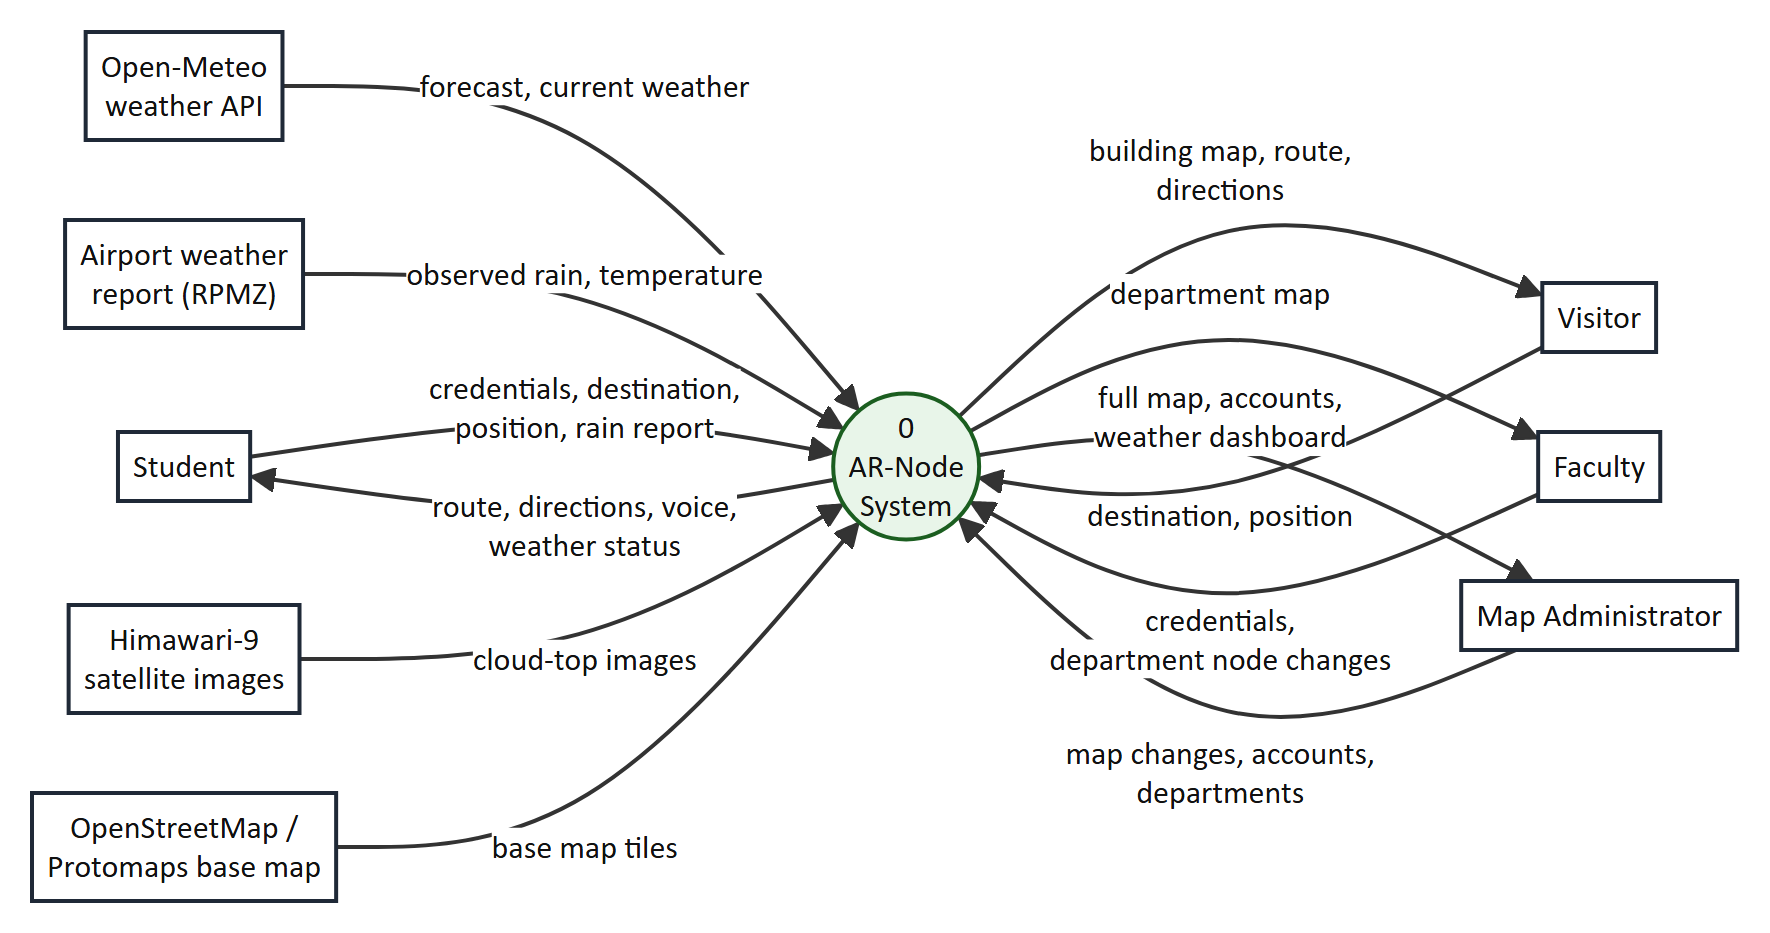 Open-Meteo
weather API
forecast, current weather
Airport weather
report (RPMZ)
observed rain, temperature
Student
credentials, destination,
position, rain report
route, directions, voice,
weather status
Himawari-9
satellite images
cloud-top images
OpenStreetMap /
Protomaps base map
base map tiles
0
AR-Node
System
building map, route,
directions
department map
full map, accounts,
weather dashboard
destination, position
credentials,
department node changes
map changes, accounts,
departments
Visitor
Faculty
Map Administrator